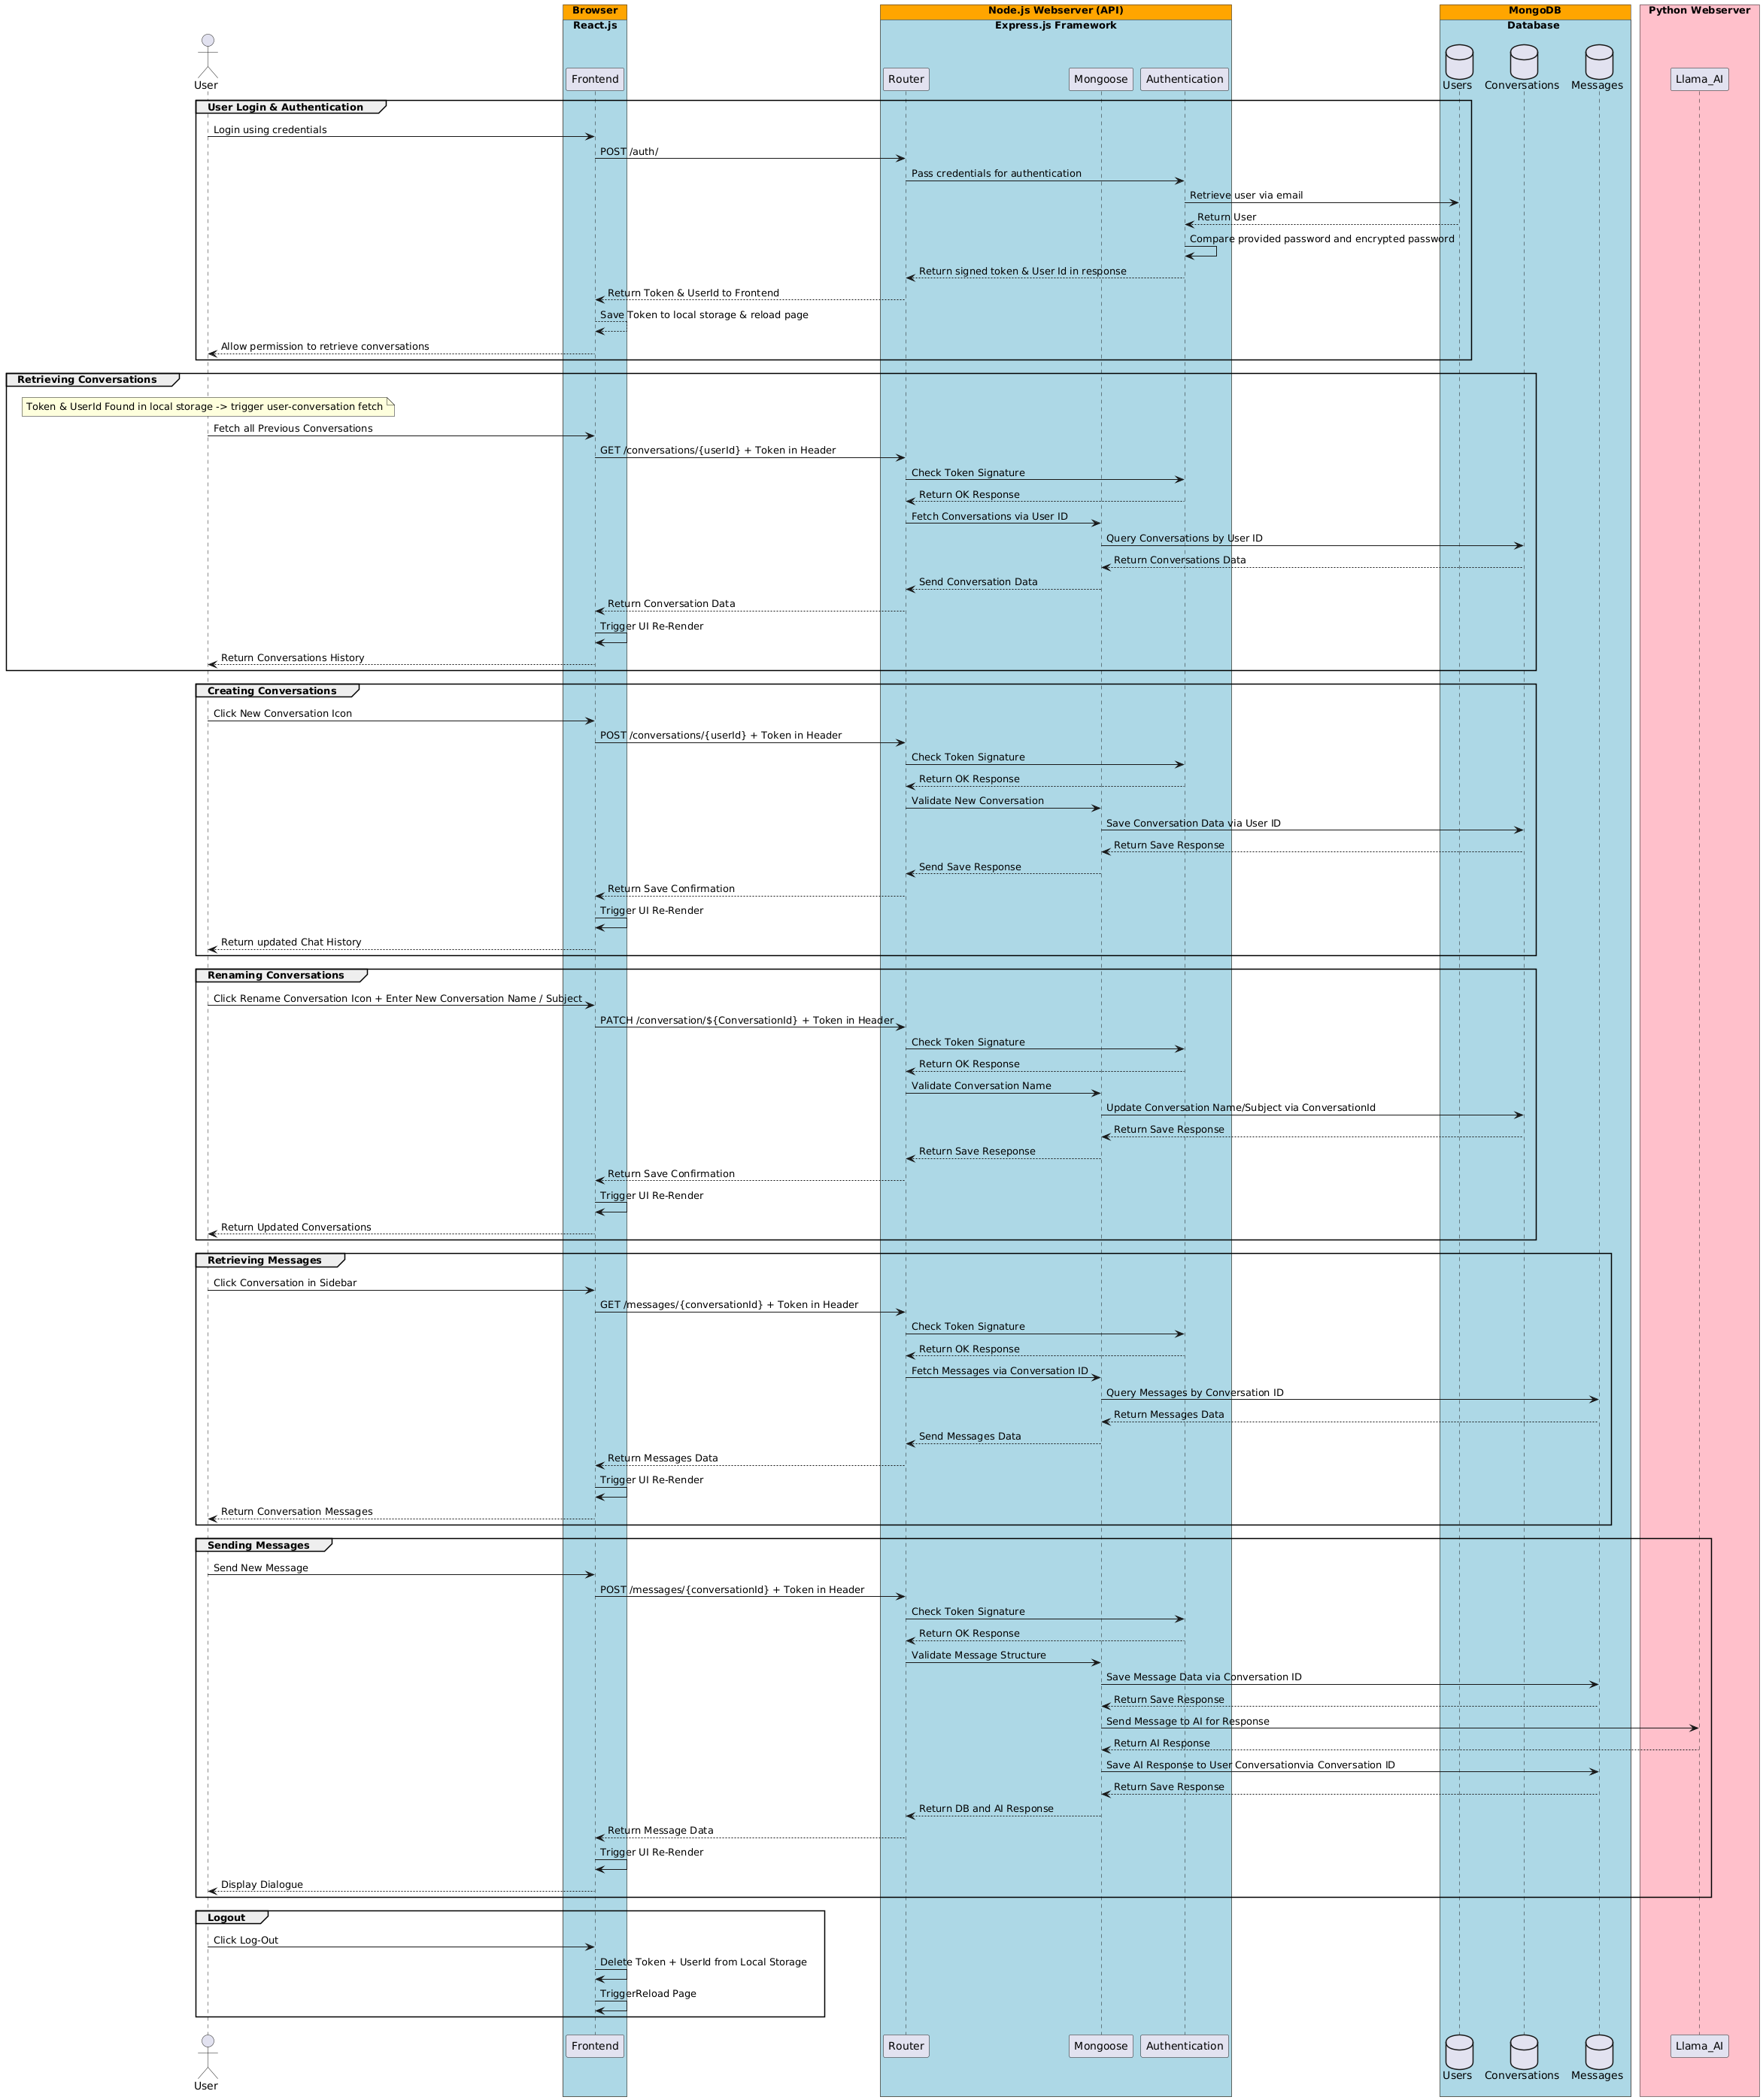 Browser
Node.js Webserver (API)
MongoDB
Python Webserver
React.js
Express.js Framework
Database
User
Frontend
Router
Mongoose
Authentication
Users
Conversations
Messages
Llama_AI
User Login & Authentication
Login using credentials
POST /auth/
Pass credentials for authentication
Retrieve user via email
Return User
Compare provided password and encrypted password
Return signed token & User Id in response
Return Token & UserId to Frontend
Save Token to local storage & reload page
Allow permission to retrieve conversations
Retrieving Conversations
Token & UserId Found in local storage -> trigger user-conversation fetch
Fetch all Previous Conversations
GET /conversations/{userId} + Token in Header
Check Token Signature
Return OK Response
Fetch Conversations via User ID
Query Conversations by User ID
Return Conversations Data
Send Conversation Data
Return Conversation Data
Trigger UI Re-Render
Return Conversations History
Creating Conversations
Click New Conversation Icon
POST /conversations/{userId} + Token in Header
Check Token Signature
Return OK Response
Validate New Conversation
Save Conversation Data via User ID
Return Save Response
Send Save Response
Return Save Confirmation
Trigger UI Re-Render
Return updated Chat History
Renaming Conversations
Click Rename Conversation Icon + Enter New Conversation Name / Subject
PATCH /conversation/${ConversationId} + Token in Header
Check Token Signature
Return OK Response
Validate Conversation Name
Update Conversation Name/Subject via ConversationId
Return Save Response
Return Save Reseponse
Return Save Confirmation
Trigger UI Re-Render
Return Updated Conversations
Retrieving Messages
Click Conversation in Sidebar
GET /messages/{conversationId} + Token in Header
Check Token Signature
Return OK Response
Fetch Messages via Conversation ID
Query Messages by Conversation ID
Return Messages Data
Send Messages Data
Return Messages Data
Trigger UI Re-Render
Return Conversation Messages
Sending Messages
Send New Message
POST /messages/{conversationId} + Token in Header
Check Token Signature
Return OK Response
Validate Message Structure
Save Message Data via Conversation ID
Return Save Response
Send Message to AI for Response
Return AI Response
Save AI Response to User Conversationvia Conversation ID
Return Save Response
Return DB and AI Response
Return Message Data
Trigger UI Re-Render
Display Dialogue
Logout
Click Log-Out
Delete Token + UserId from Local Storage
TriggerReload Page
User
Frontend
Router
Mongoose
Authentication
Users
Conversations
Messages
Llama_AI